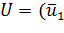 U = (ū₁